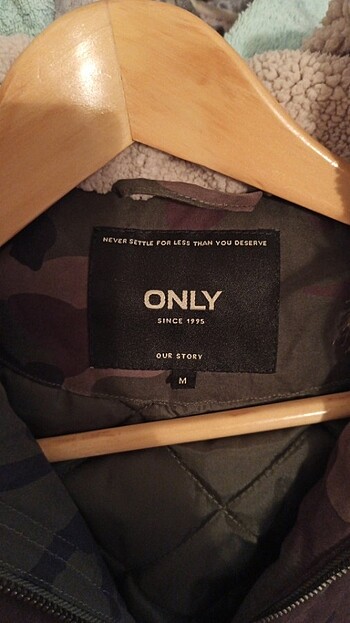 NEVER SETTLE FOR LESS THAN YOU DESERVE
ONLY
SINCE 1995
OUR STORY
M